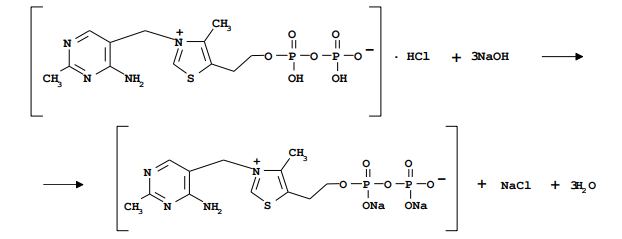 CH₃
+
O O
N N
O P O P O − · HCl + 3NaOH
CH₃ N NH₂ S OH OH
CH₃
+
O O
N N
O P O P O − + NaCl + 3H₂O
CH₃ N NH₂ S ONa ONa